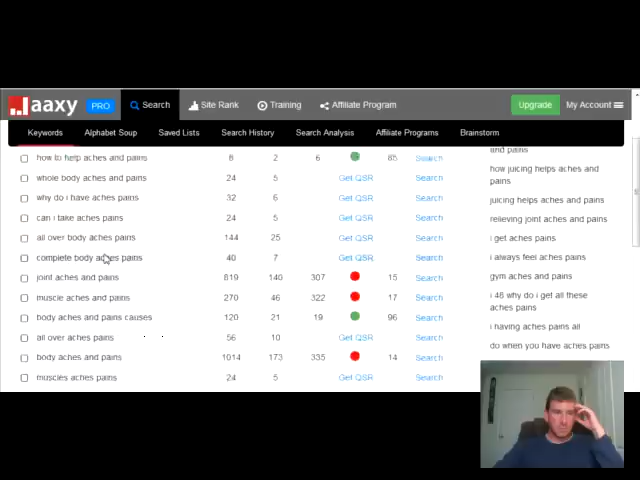 Jaaxy PRO Search Site Rank Training Affiliate Program Upgrade My Account
Keywords Alphabet Soup Saved Lists Search History Search Analysis Affiliate Programs Brainstorm
how to help aches and pains 8 2 6 85 Search
whole body aches and pains 24 5 Get QSR Search
why do i have aches pains 32 6 Get QSR Search
can i take aches pains 24 5 Get QSR Search
all over body aches pains 144 25 Get QSR Search
complete body aches pains 40 7 Get QSR Search
joint aches and pains 819 140 307 15 Search
muscle aches and pains 270 46 322 17 Search
body aches and pains causes 120 21 19 96 Search
all over aches pains 56 10 Get QSR Search
body aches and pains 1014 173 335 14 Search
muscles aches pains 24 5 Get QSR Search
and pains
how juicing helps aches and
pains
juicing helps aches and pains
relieving joint aches and pains
i get aches pains
i always feel aches pains
gym aches and pains
i 48 why do i get all these
aches pains
i having aches pains all
do when you have aches pains